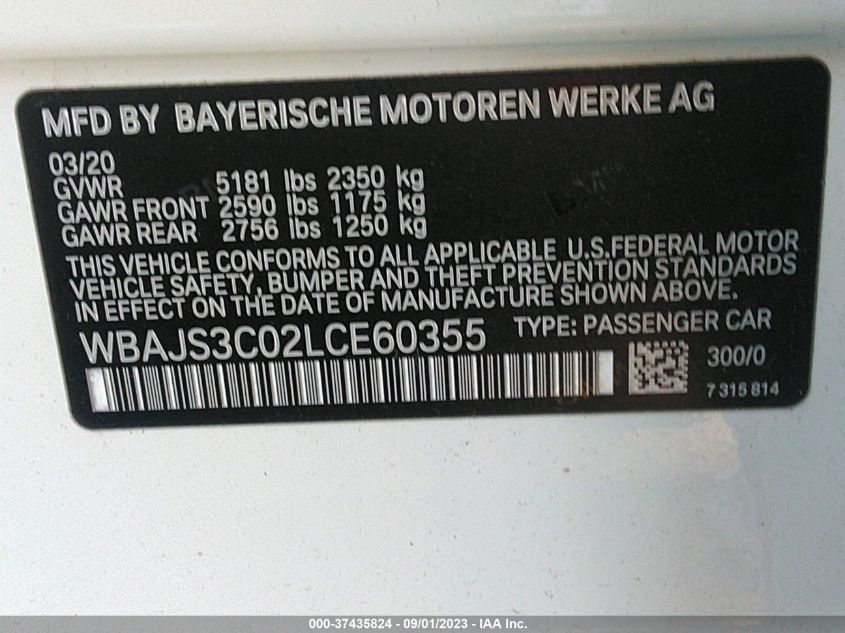 MFD BY BAYERISCHE MOTOREN WERKE AG
03/20
GVWR 5181 lbs 2350 kg
GAWR FRONT 2590 lbs 1175 kg
GAWR REAR 2756 lbs 1250 kg
THIS VEHICLE CONFORMS TO ALL APPLICABLE U.S.FEDERAL MOTOR
VEHICLE SAFETY, BUMPER AND THEFT PREVENTION STANDARDS
IN EFFECT ON THE DATE OF MANUFACTURE SHOWN ABOVE.
WBAJS3C02LCE60355 TYPE: PASSENGER CAR
300/0
7 315 814
000-37435824 - 09/01/2023 - IAA Inc.